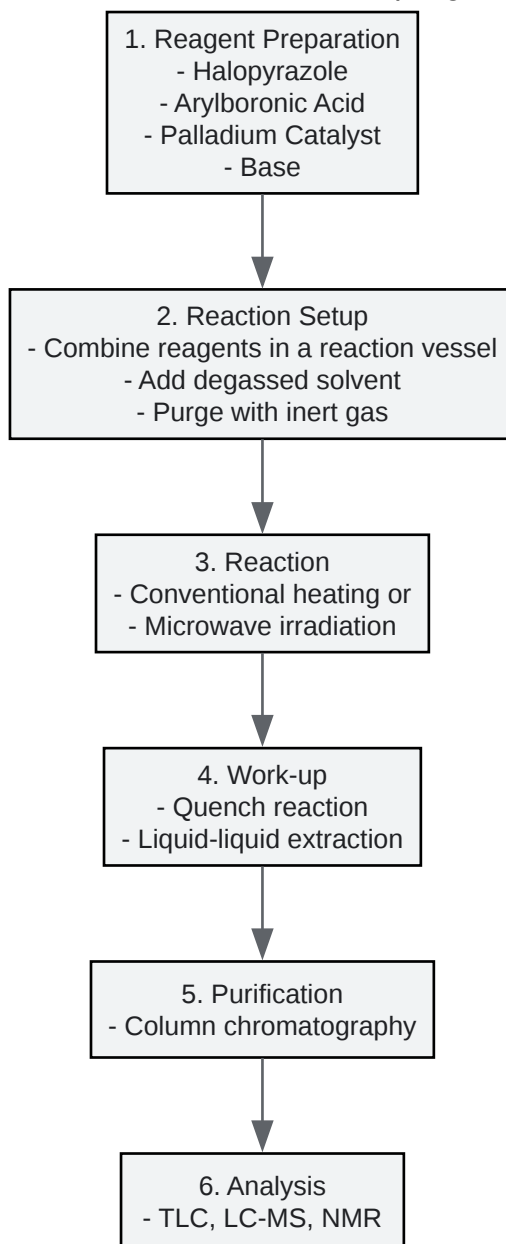 1. Reagent Preparation
- Halopyrazole
- Arylboronic Acid
- Palladium Catalyst
- Base
2. Reaction Setup
- Combine reagents in a reaction vessel
- Add degassed solvent
- Purge with inert gas
3. Reaction
- Conventional heating or
- Microwave irradiation
4. Work-up
- Quench reaction
- Liquid-liquid extraction
5. Purification
- Column chromatography
6. Analysis
- TLC, LC-MS, NMR